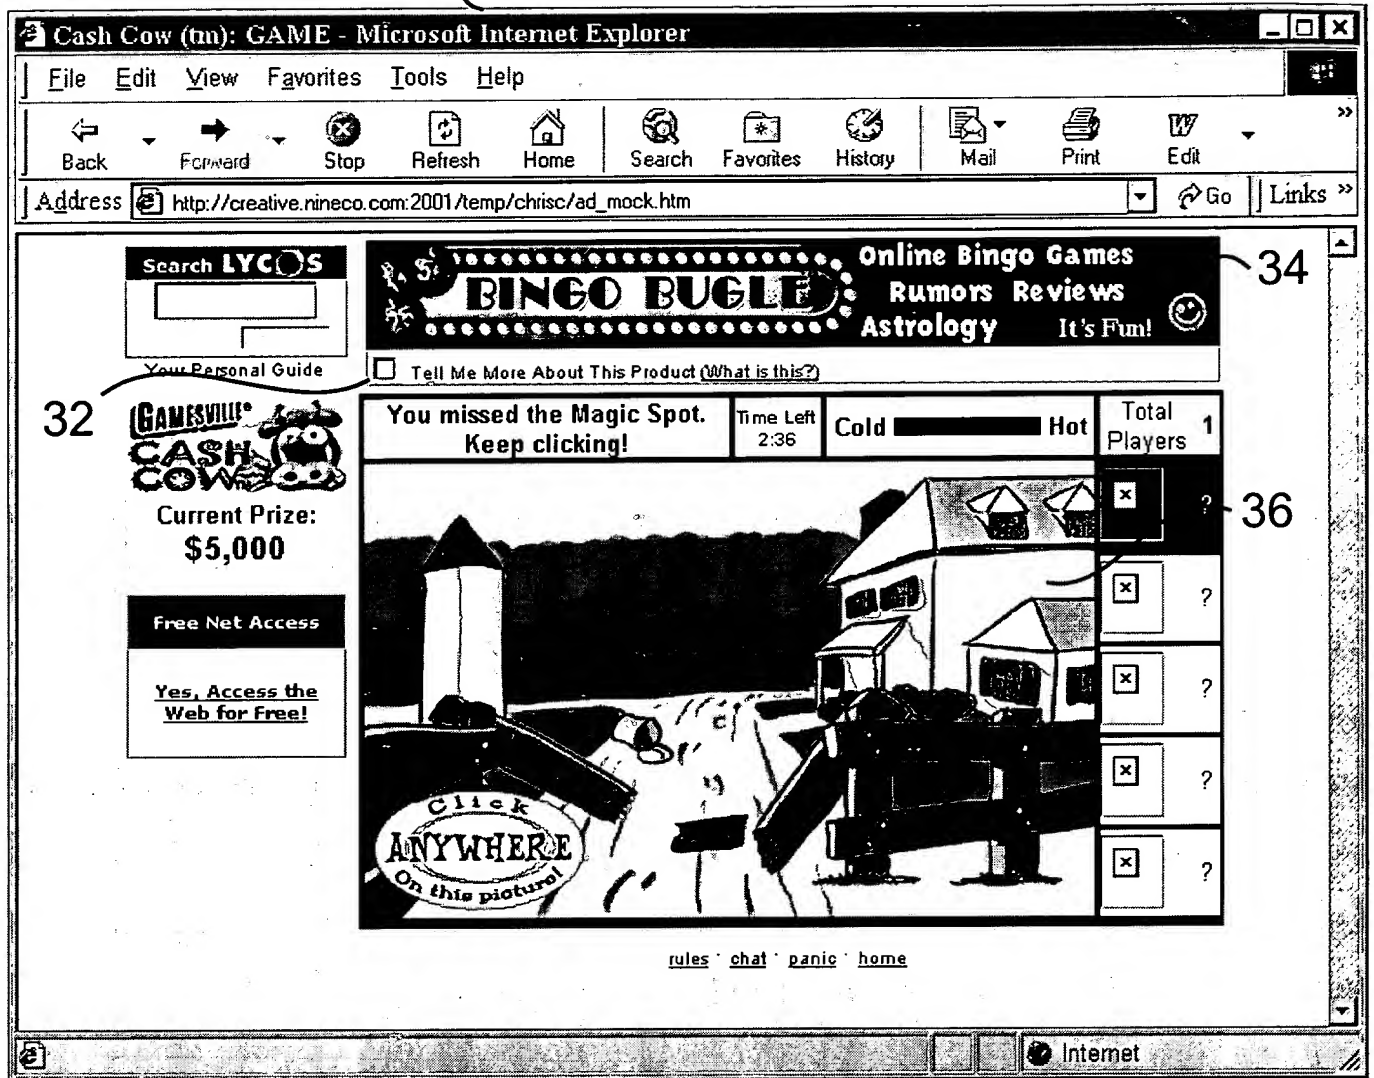 Cash Cow (tm): GAME - Microsoft Internet Explorer
File Edit View Favorites Tools Help
Back Forward Stop Refresh Home Search Favorites History Mail Print Edit
Address http://creative.nineco.com:2001/temp/chrisc/ad_mock.htm Go Links
Search LYCOS
Your Personal Guide
BINGO BUGLE
Online Bingo Games
Rumors Reviews
Astrology It's Fun!
34
Tell Me More About This Product (What is this?)
32
GAMESVILLE
CASH
COW
Current Prize:
$5,000
Free Net Access
Yes, Access the
Web for Free!
You missed the Magic Spot.
Keep clicking!
Time Left
2:36
Cold Hot
Total
Players 1
?
36
?
?
?
?
Click
ANYWHERE
On this picture!
rules · chat · panic · home
Internet